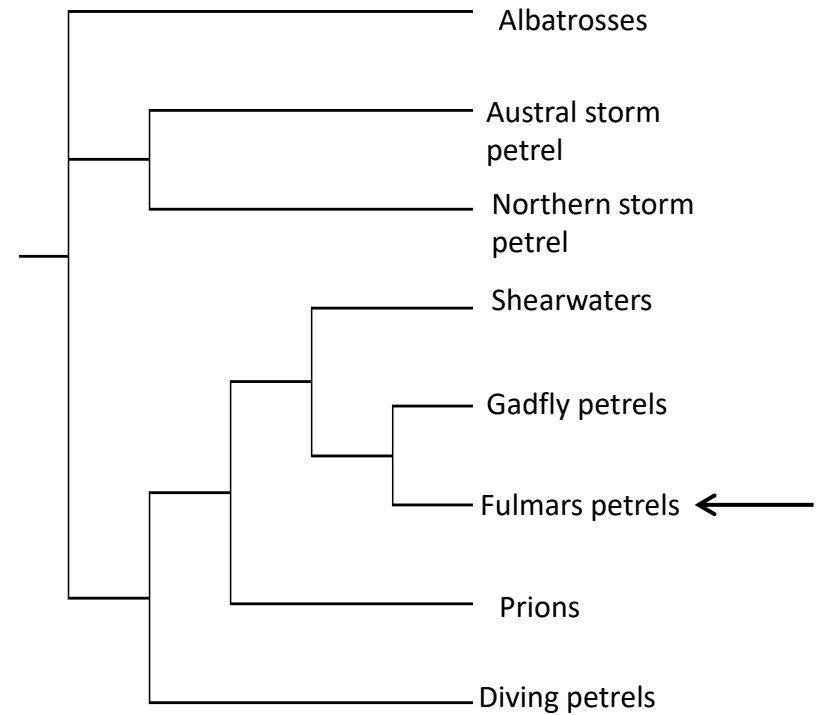 Albatrosses
Austral storm
petrel
Northern storm
petrel
Shearwaters
Gadfly petrels
Fulmars petrels
Prions
Diving petrels